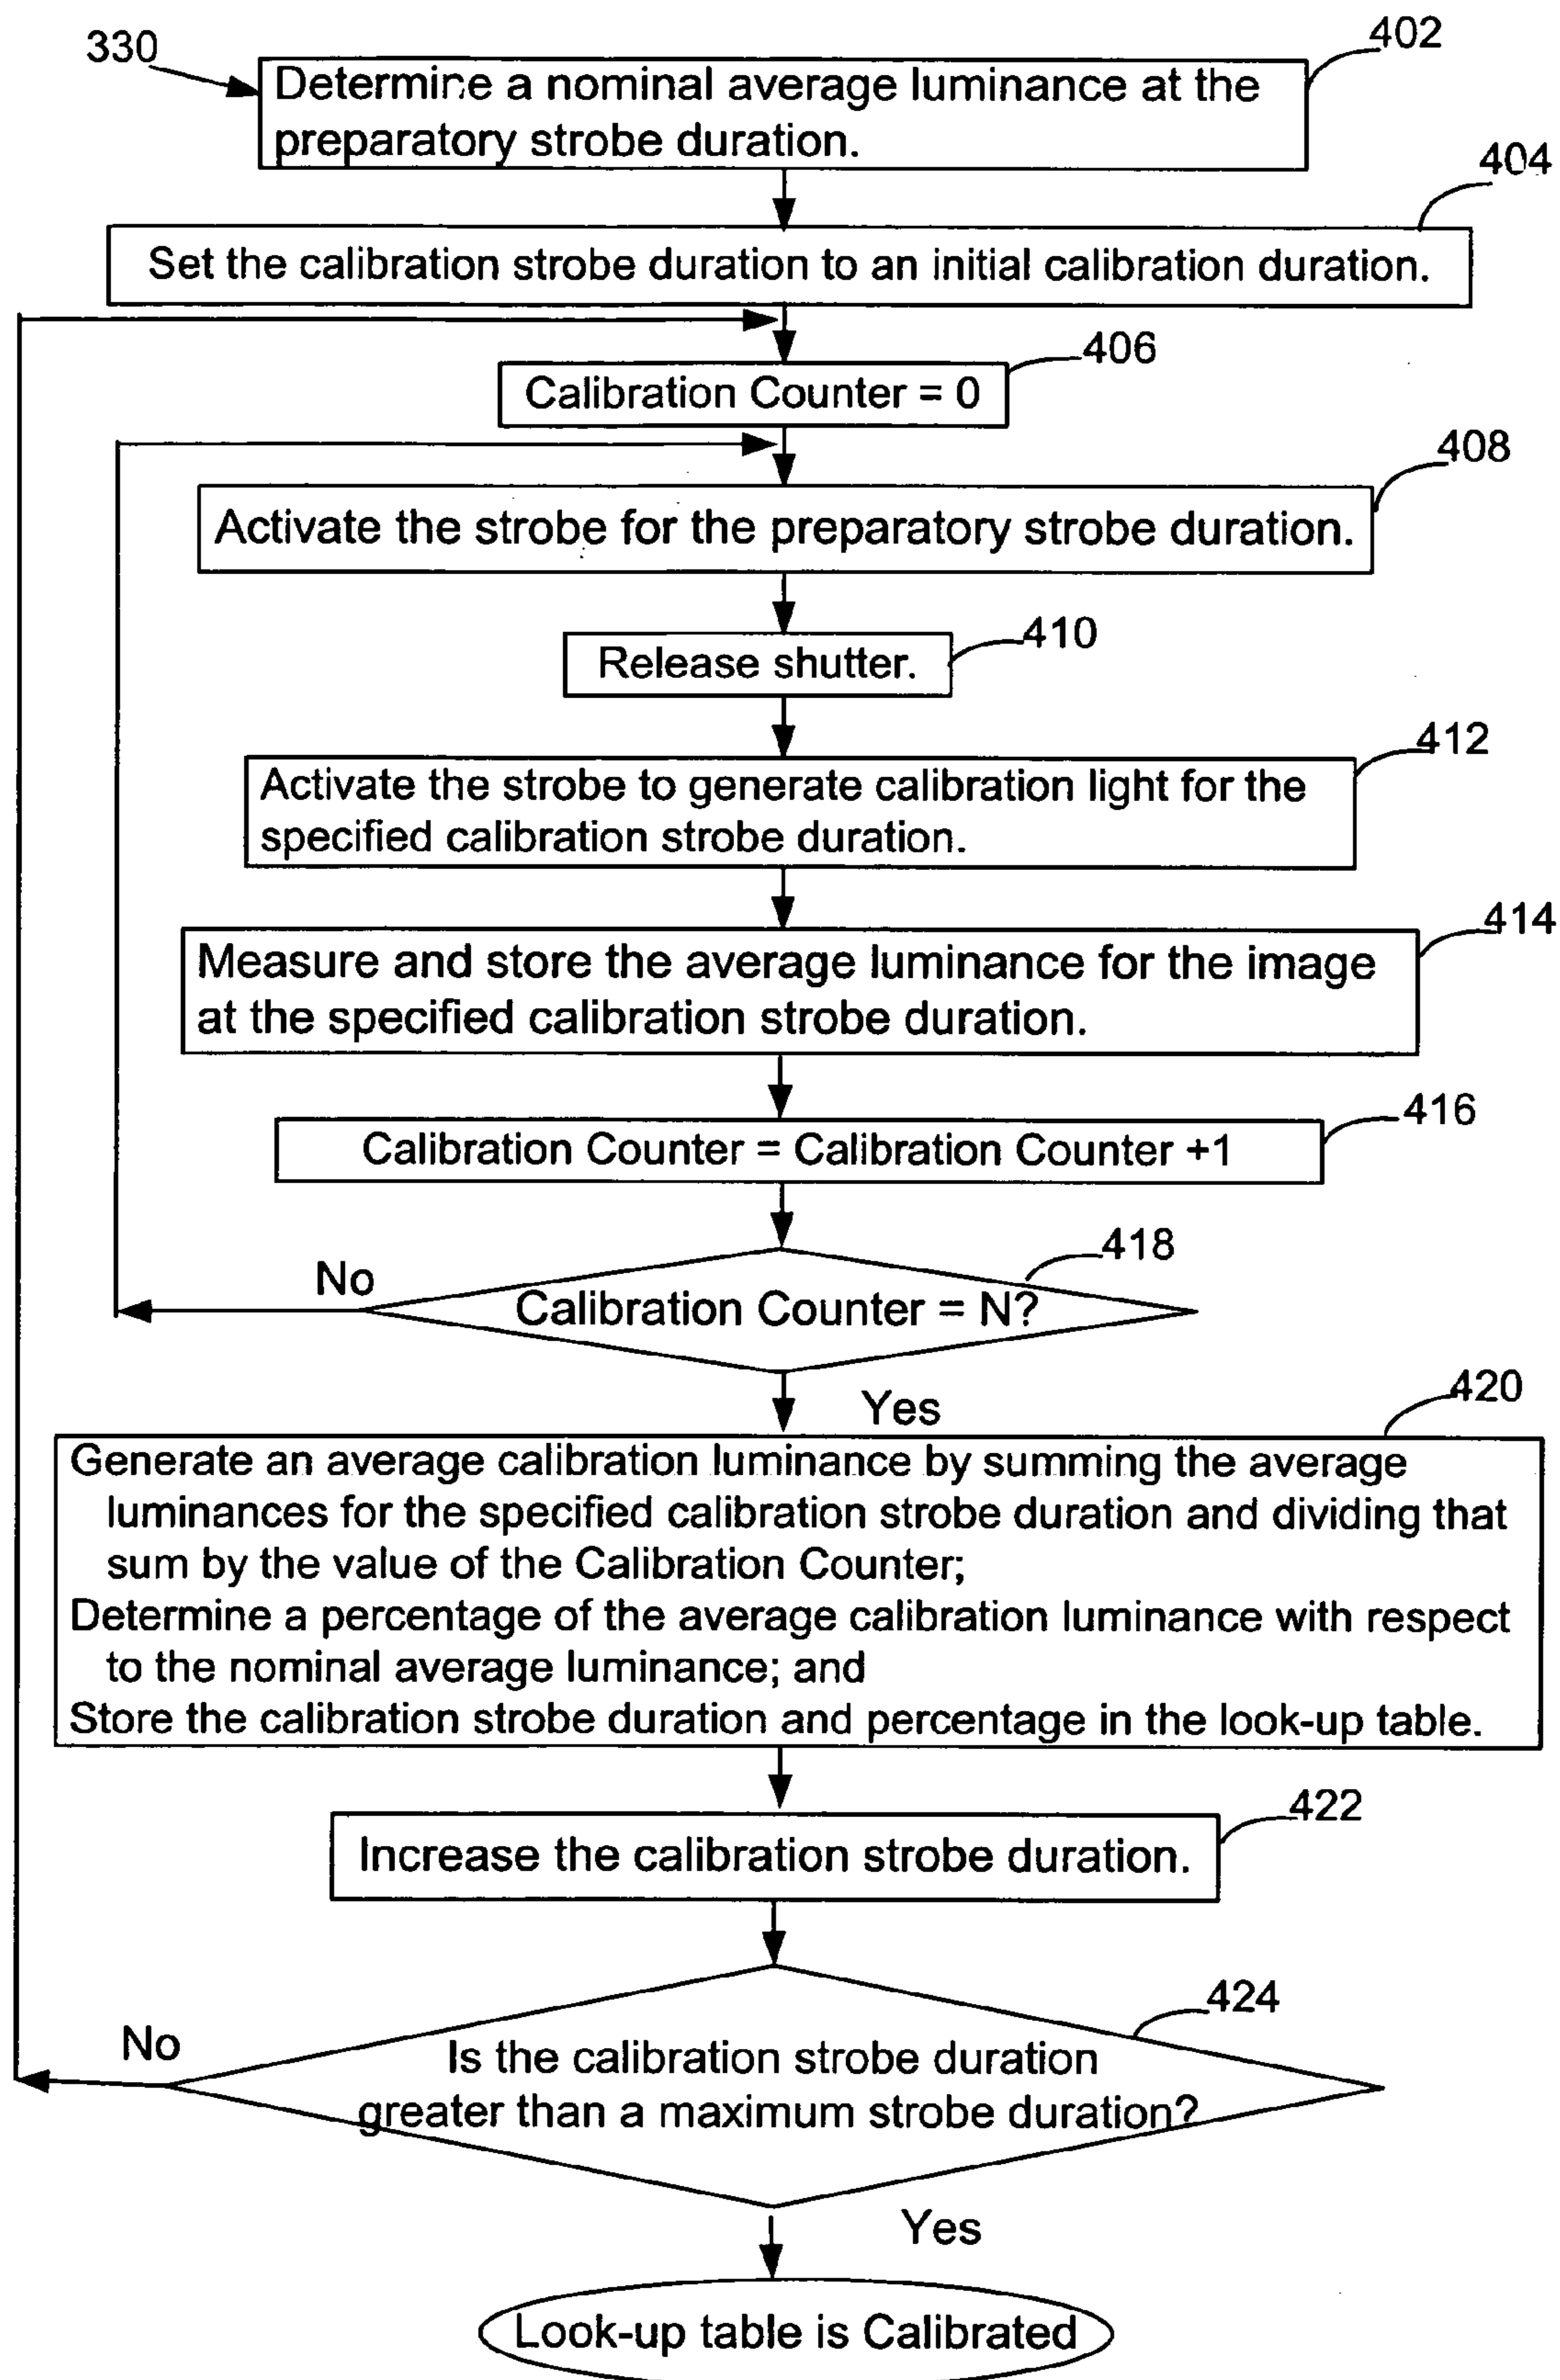 330
402
Determine a nominal average luminance at the
preparatory strobe duration.
404
Set the calibration strobe duration to an initial calibration duration.
406
Calibration Counter = 0
408
Activate the strobe for the preparatory strobe duration.
410
Release shutter.
412
Activate the strobe to generate calibration light for the
specified calibration strobe duration.
414
Measure and store the average luminance for the image
at the specified calibration strobe duration.
416
Calibration Counter = Calibration Counter +1
418
No
Calibration Counter = N?
Yes
420
Generate an average calibration luminance by summing the average
luminances for the specified calibration strobe duration and dividing that
sum by the value of the Calibration Counter;
Determine a percentage of the average calibration luminance with respect
to the nominal average luminance; and
Store the calibration strobe duration and percentage in the look-up table.
422
Increase the calibration strobe duration.
424
No
Is the calibration strobe duration
greater than a maximum strobe duration?
Yes
Look-up table is Calibrated